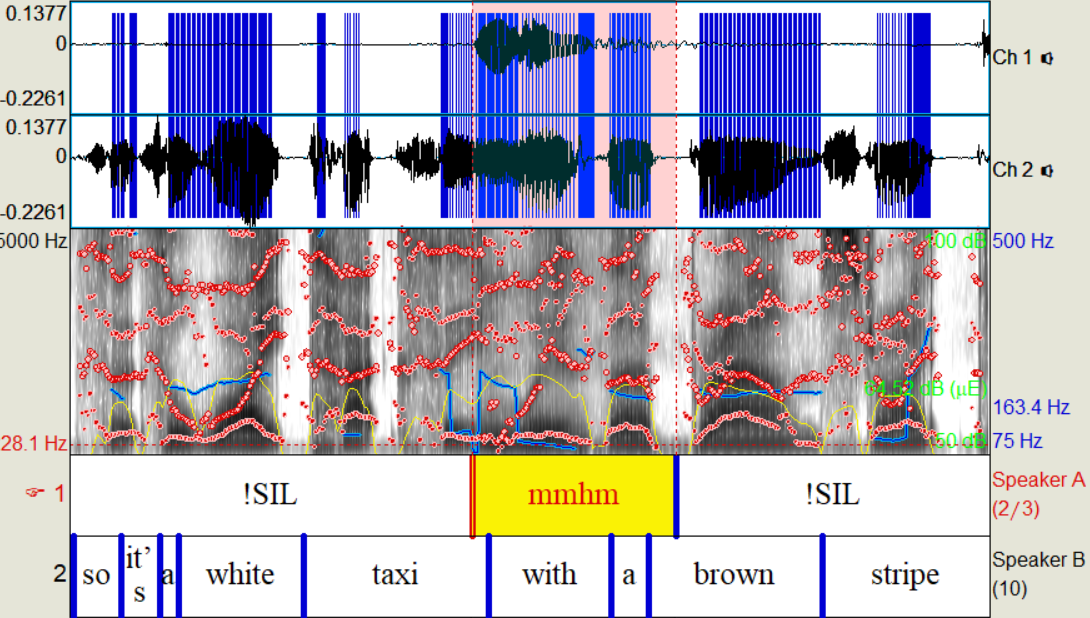 0.1377
0
-0.2261
Ch 1
0.1377
0
-0.2261
Ch 2
5000 Hz
500 Hz
64.52 dB (µE)
163.4 Hz
28.1 Hz
50 dB
75 Hz
1
!SIL mmhm !SIL
Speaker A
(2/3)
2
so it’s a white taxi with a brown stripe
Speaker B
(10)